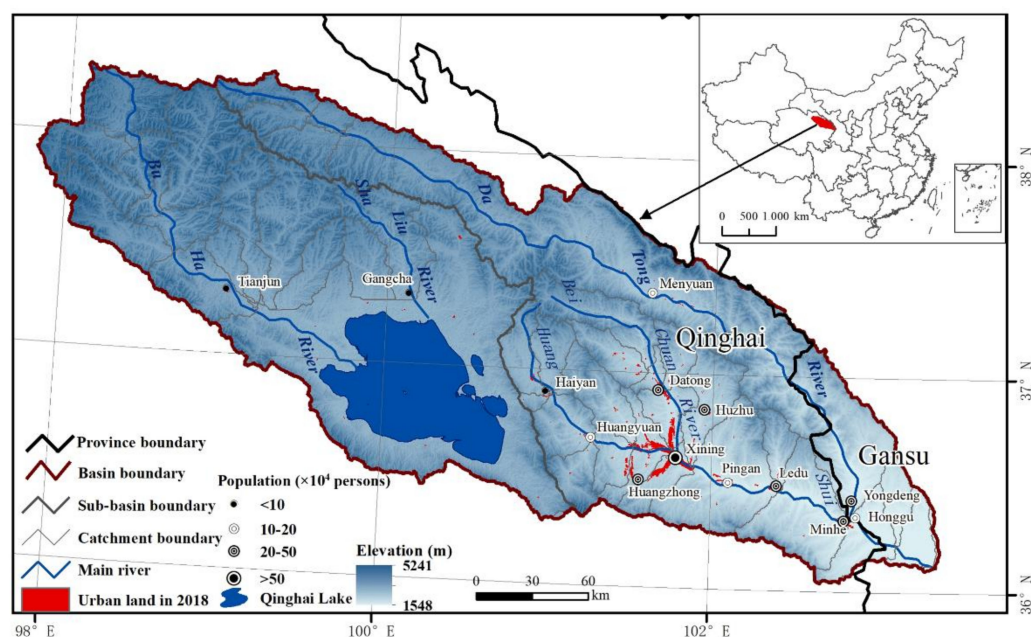 0 500 1 000 km
38° N
Bu
Sha
Da
Liu
Ha
Tianjun
Gangcha
River
Tong
Menyuan
Bei
River
Huang
Chuan
Qinghai
River
37° N
Haiyan
Datong
Huzhu
River
Huangyuan
Xining
Gansu
Pingan
Ledu
Shui
Huangzhong
Yongdeng
Minhe
Honggu
Province boundary
Basin boundary
Sub-basin boundary
Catchment boundary
Main river
Urban land in 2018
Population (×10⁴ persons)
<10
10-20
20-50
>50
Qinghai Lake
Elevation (m)
5241
1548
0 30 60
km
36° N
98° E
100° E
102° E